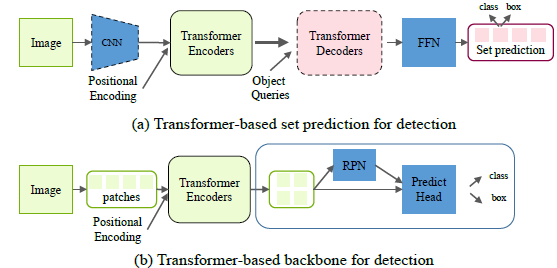 class box
Image
CNN
Transformer
Encoders
Transformer
Decoders
FFN
Set prediction
Positional
Encoding
Object
Queries
(a) Transformer-based set prediction for detection
Image
patches
Transformer
Encoders
RPN
Predict
Head
class
box
Positional
Encoding
(b) Transformer-based backbone for detection